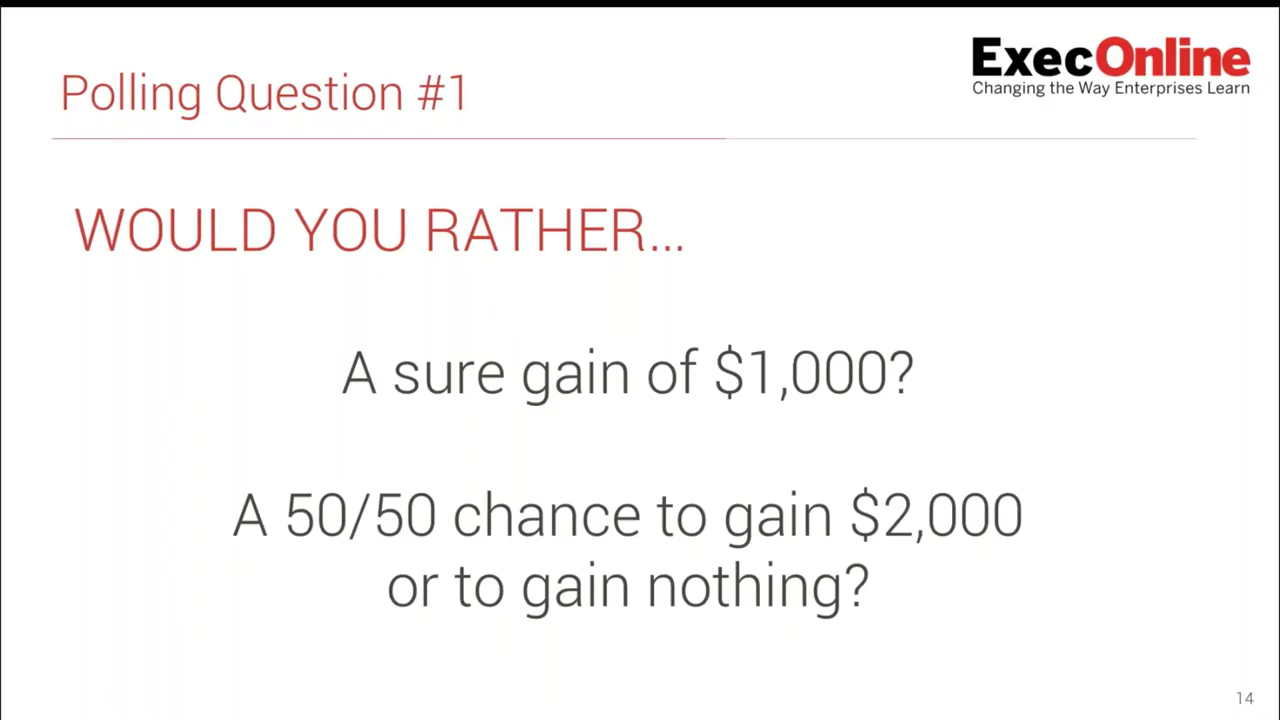 Polling Question #1
ExecOnline
Changing the Way Enterprises Learn
WOULD YOU RATHER...
A sure gain of $1,000?
A 50/50 chance to gain $2,000
or to gain nothing?
14